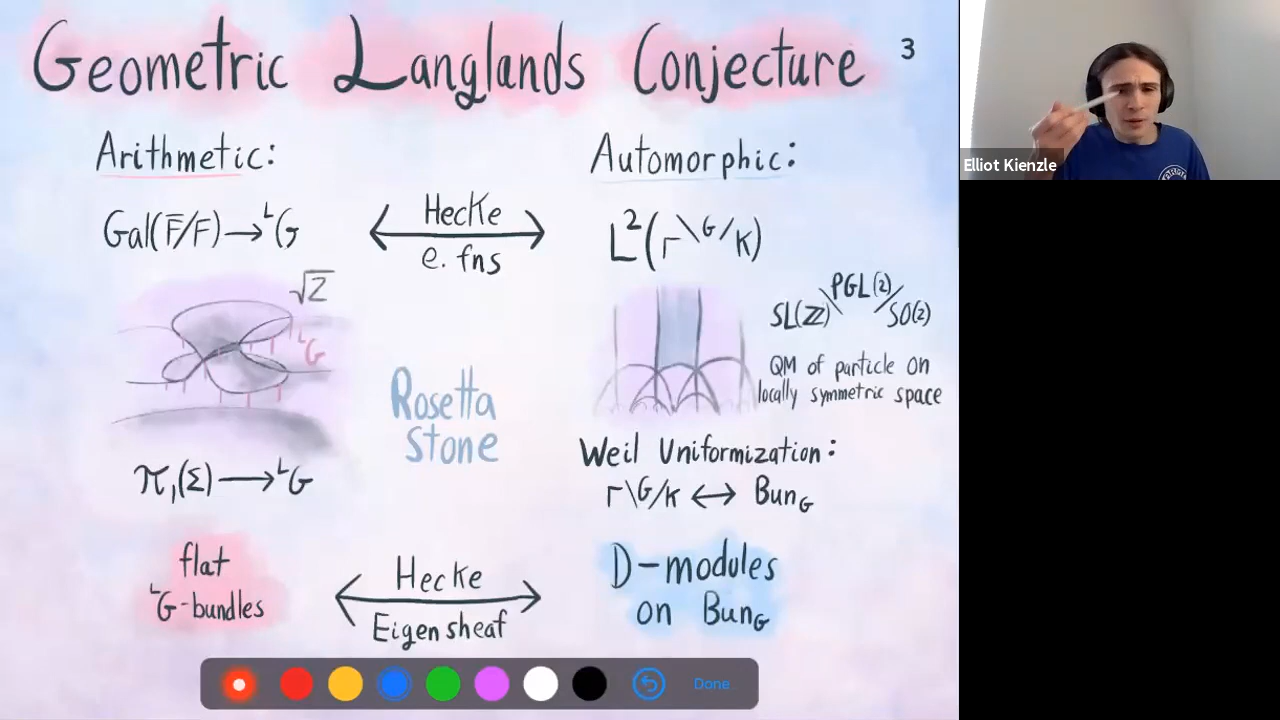 Geometric Langlands Conjecture 3
Arithmetic:
Gal(F̅/F)→ᴸG
√Z
ᴸG
π₁(Σ)→ᴸG
flat
ᴸG-bundles
Hecke
e. fns
Rosetta
Stone
Hecke
Eigensheaf
Automorphic:
L²(Γ\G/K)
SL(ℤ)\PGL(2)/SO(2)
QM of particle on
locally symmetric space
Weil Uniformization:
Γ\G/K ↔ Bun_G
D-modules
on Bun_G
Done
Elliot Kienzle